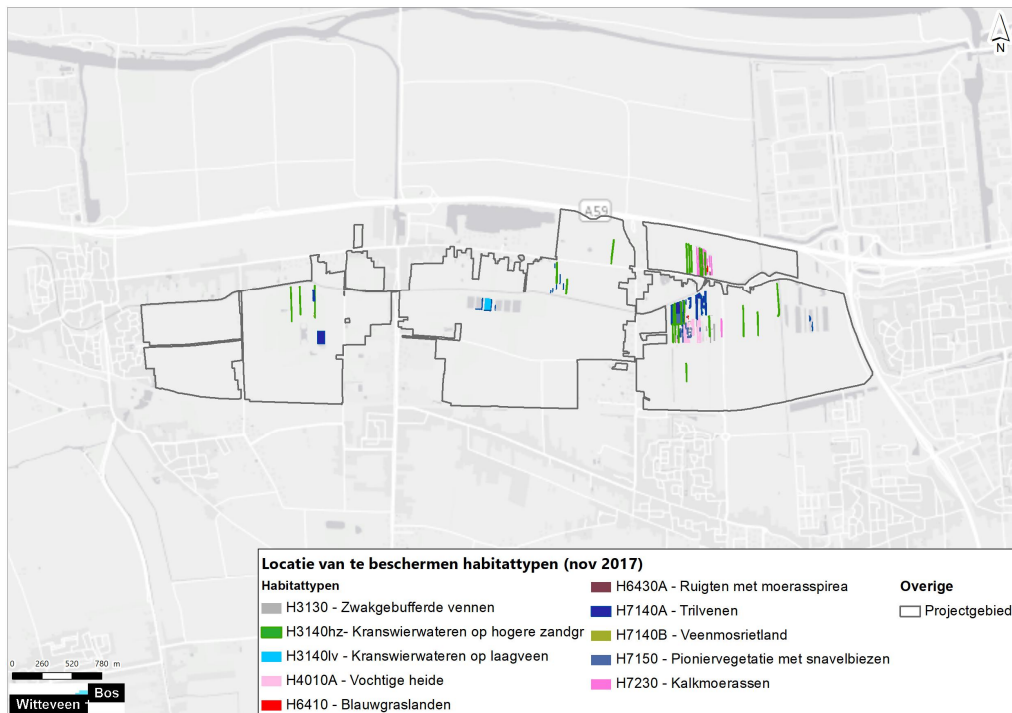 N
A59
Locatie van te beschermen habitattypen (nov 2017)
Habitattypen
H3130 - Zwakgebufferde vennen
H3140hz- Kranswierwateren op hogere zandgr
H3140lv - Kranswierwateren op laagveen
H4010A - Vochtige heide
H6410 - Blauwgraslanden
H6430A - Ruigten met moerasspirea
H7140A - Trilvenen
H7140B - Veenmosrietland
H7150 - Pioniervegetatie met snavelbiezen
H7230 - Kalkmoerassen
Overige
Projectgebied
0 260 520 780 m
Witteveen + Bos